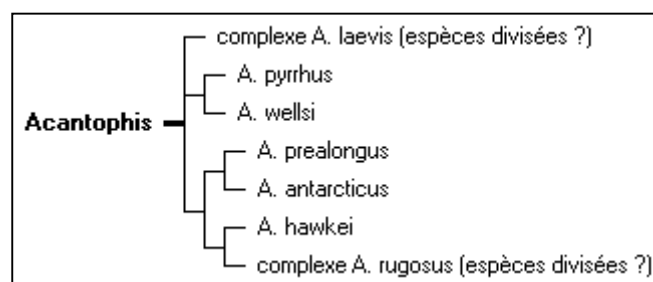 complexe A. laevis (espèces divisées ?)
A. pyrrhus
A. wellsi
Acantophis
A. prealongus
A. antarcticus
A. hawkei
complexe A. rugosus (espèces divisées ?)